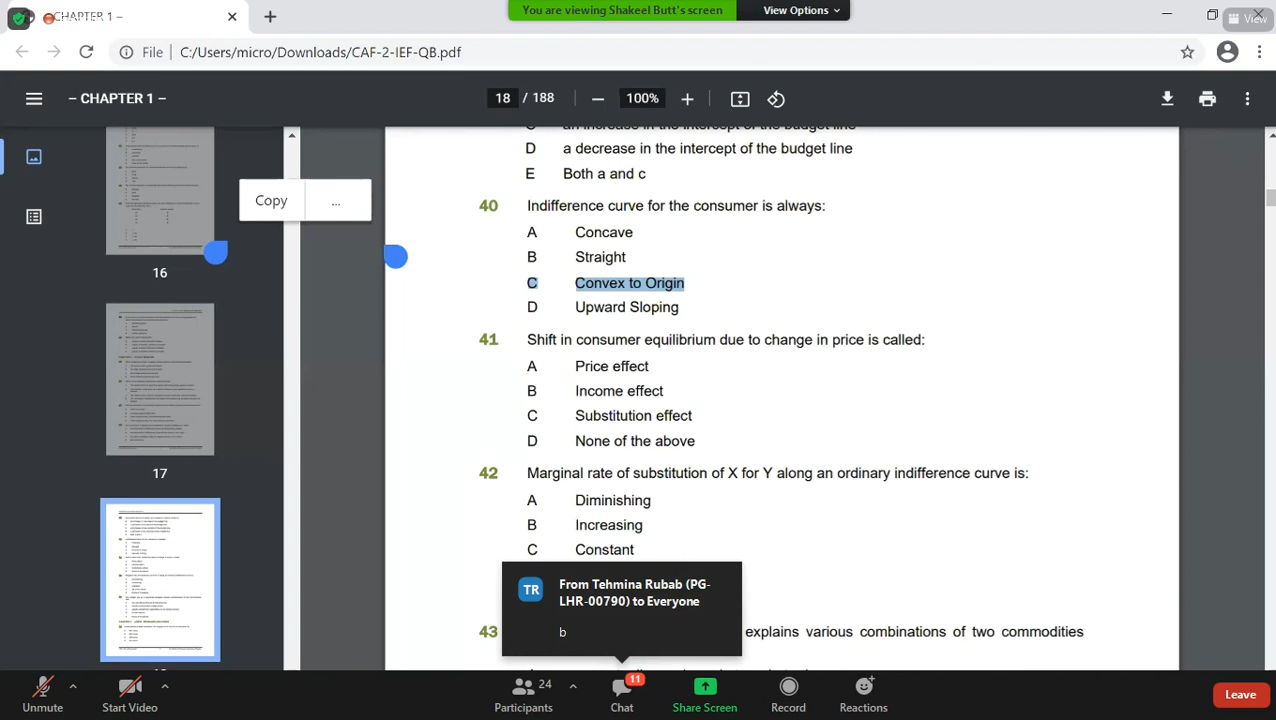 CHAPTER 1 –
You are viewing Shakeel Butt's screen
View Options
View
File
C:/Users/micro/Downloads/CAF-2-IEF-QB.pdf
– CHAPTER 1 –
18 / 188
100%
an increase in the intercept of the budget line
D a decrease in the intercept of the budget line
E Both a and c
Copy
...
40 Indifference curve for the consumer is always:
A Concave
B Straight
C Convex to Origin
D Upward Sloping
16
41 Shift in consumer equilibrium due to change in price is called:
A Price effect
B Income effect
C Substitution effect
D None of the above
17
42 Marginal rate of substitution of X for Y along an ordinary indifference curve is:
A Diminishing
B Increasing
C Constant
TR
From Tehmina Rubab (PG-
LHR-00790) to Everyone
b
43 explains various combinations of two commodities
Unmute
Start Video
24
Participants
11
Chat
Share Screen
Record
Reactions
Leave